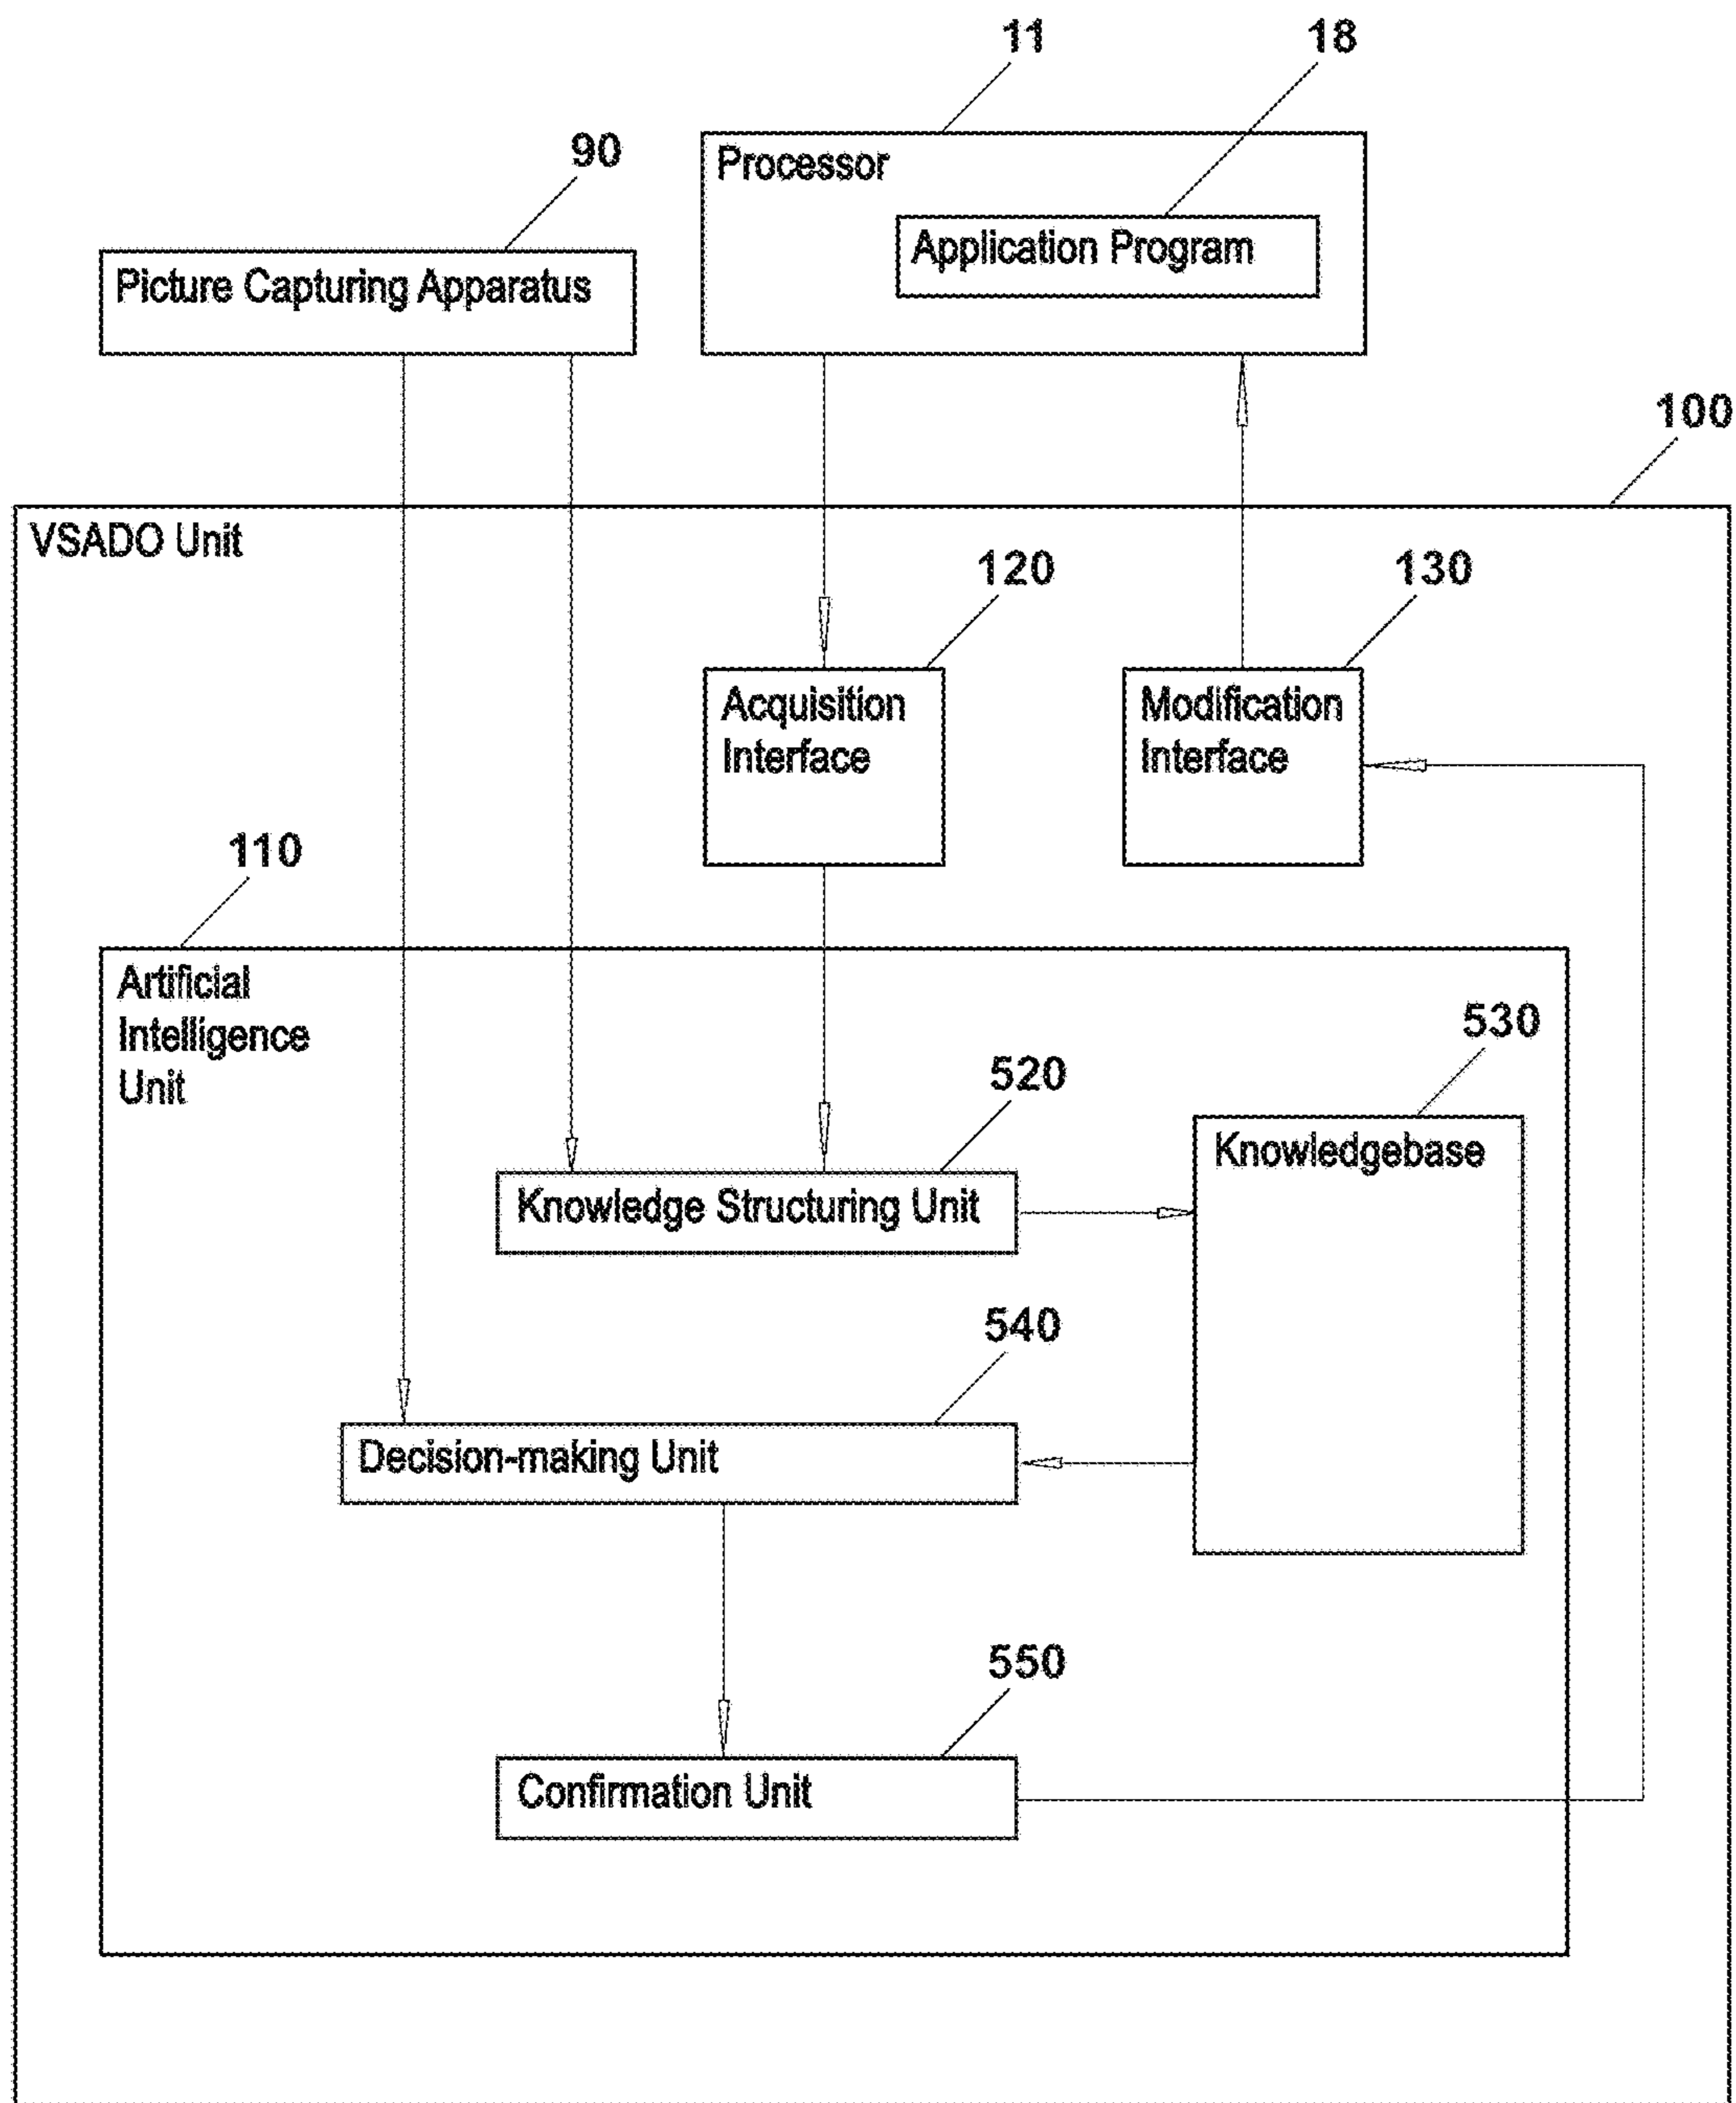 11
18
90
Processor
Application Program
Picture Capturing Apparatus
100
VSADO Unit
120
130
Acquisition
Interface
Modification
Interface
110
Artificial
Intelligence
Unit
530
520
Knowledgebase
Knowledge Structuring Unit
540
Decision-making Unit
550
Confirmation Unit